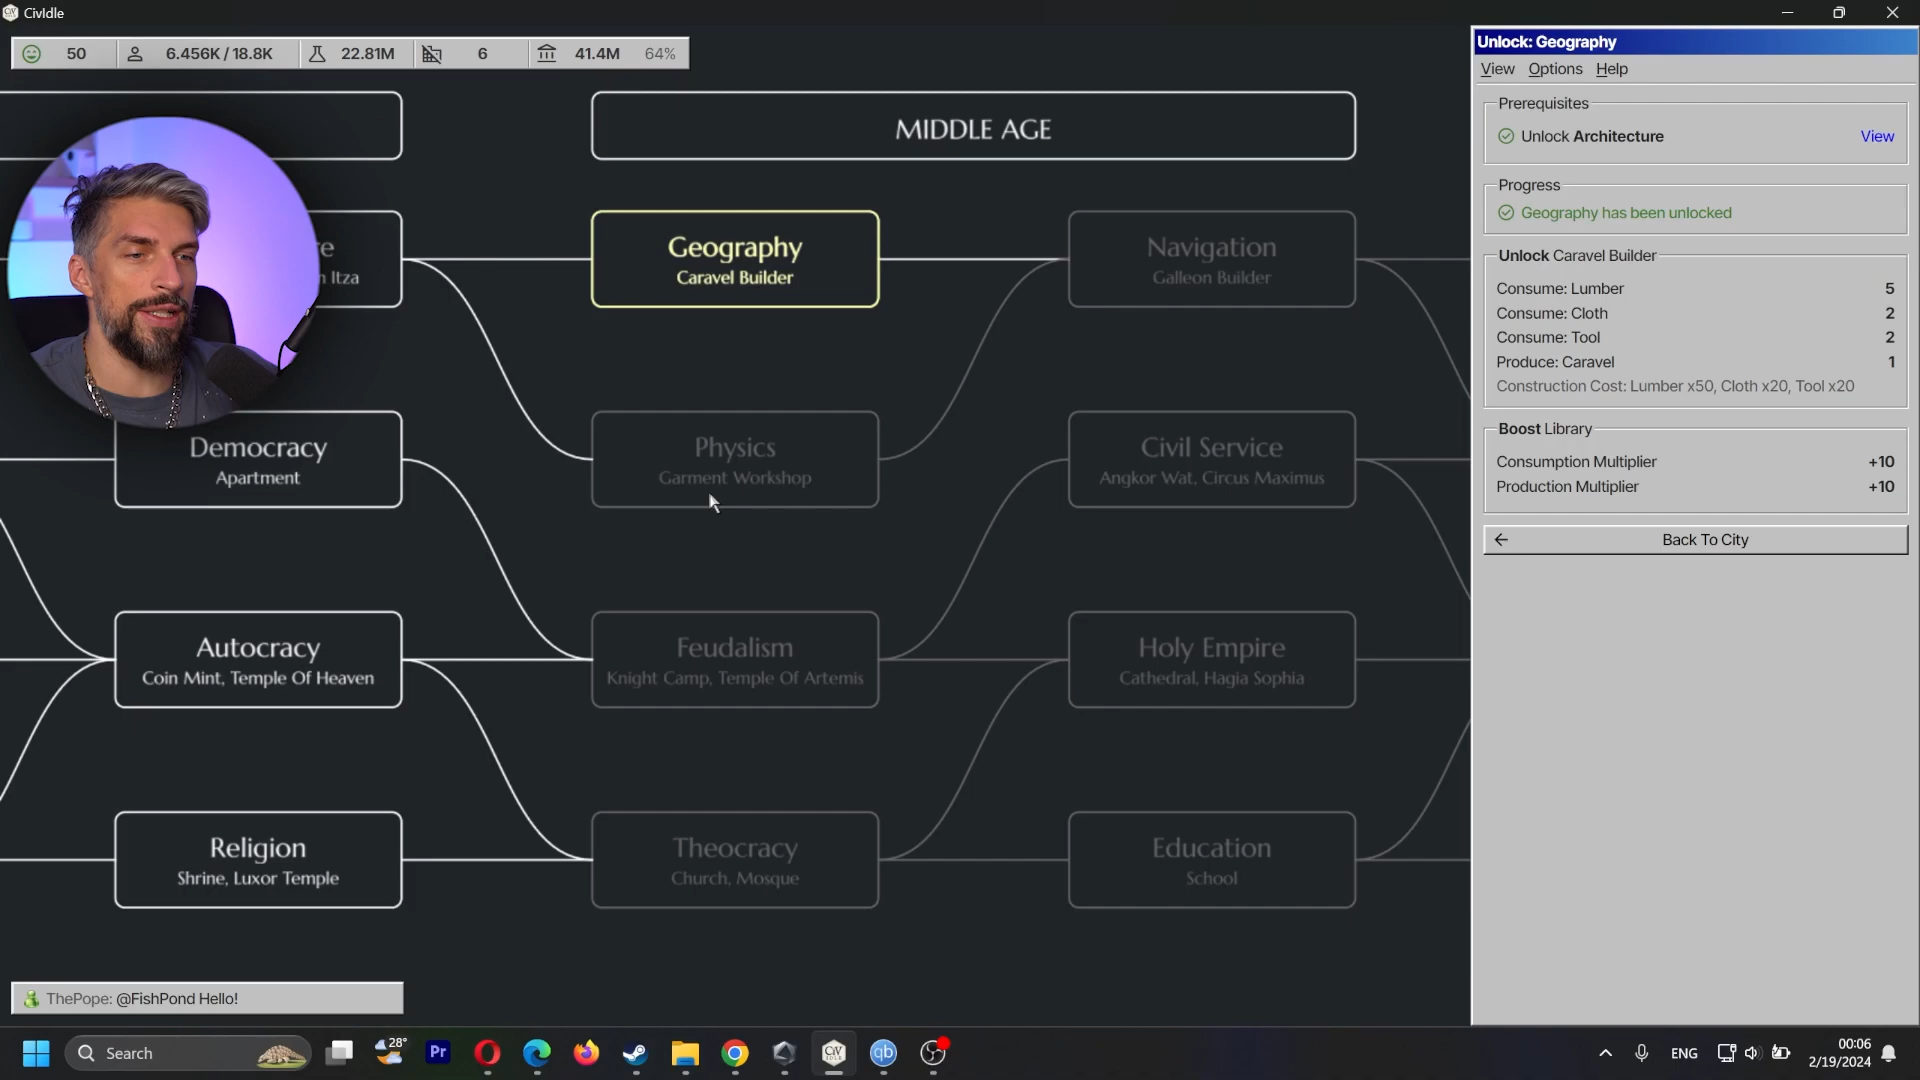 CivIdle
50
6.456K / 18.8K
22.81M
6
41.4M
64%
MIDDLE AGE
Geography
Caravel Builder
Navigation
Galleon Builder
Itza
Democracy
Apartment
Physics
Garment Workshop
Civil Service
Angkor Wat, Circus Maximus
Autocracy
Coin Mint, Temple Of Heaven
Feudalism
Knight Camp, Temple Of Artemis
Holy Empire
Cathedral, Hagia Sophia
Religion
Shrine, Luxor Temple
Theocracy
Church, Mosque
Education
School
ThePope: @FishPond Hello!
Unlock: Geography
View Options Help
Prerequisites
Unlock Architecture View
Progress
Geography has been unlocked
Unlock Caravel Builder
Consume: Lumber 5
Consume: Cloth 2
Consume: Tool 2
Produce: Caravel 1
Construction Cost: Lumber x50, Cloth x20, Tool x20
Boost Library
Consumption Multiplier +10
Production Multiplier +10
Back To City
Search
28°
Pr
qb
ENG
00:06
2/19/2024